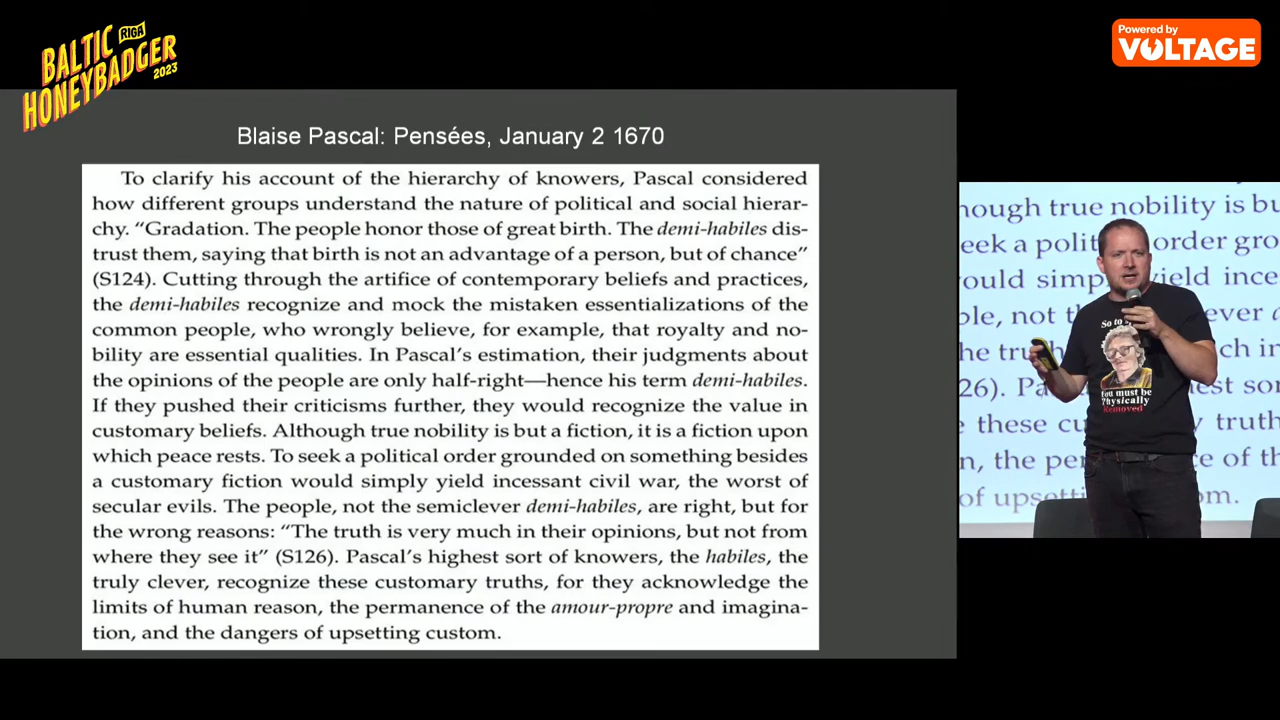 BALTIC RIGA
HONEYBADGER
2023
Powered by
VOLTAGE
Blaise Pascal: Pensées, January 2 1670
To clarify his account of the hierarchy of knowers, Pascal considered
how different groups understand the nature of political and social hierar-
chy. “Gradation. The people honor those of great birth. The demi-habiles dis-
trust them, saying that birth is not an advantage of a person, but of chance”
(S124). Cutting through the artifice of contemporary beliefs and practices,
the demi-habiles recognize and mock the mistaken essentializations of the
common people, who wrongly believe, for example, that royalty and no-
bility are essential qualities. In Pascal’s estimation, their judgments about
the opinions of the people are only half-right—hence his term demi-habiles.
If they pushed their criticisms further, they would recognize the value in
customary beliefs. Although true nobility is but a fiction, it is a fiction upon
which peace rests. To seek a political order grounded on something besides
a customary fiction would simply yield incessant civil war, the worst of
secular evils. The people, not the semiclever demi-habiles, are right, but for
the wrong reasons: “The truth is very much in their opinions, but not from
where they see it” (S126). Pascal’s highest sort of knowers, the habiles, the
truly clever, recognize these customary truths, for they acknowledge the
limits of human reason, the permanence of the amour-propre and imagina-
tion, and the dangers of upsetting custom.
hough true nobility is bu
eek a polit order gro
ould simp yield ince
ple, not th ever
he trut ch in
26). Pa est so
e these cu truth
n, the per ce of th
of upsetti om.
So to
You must be
Physically
Removed